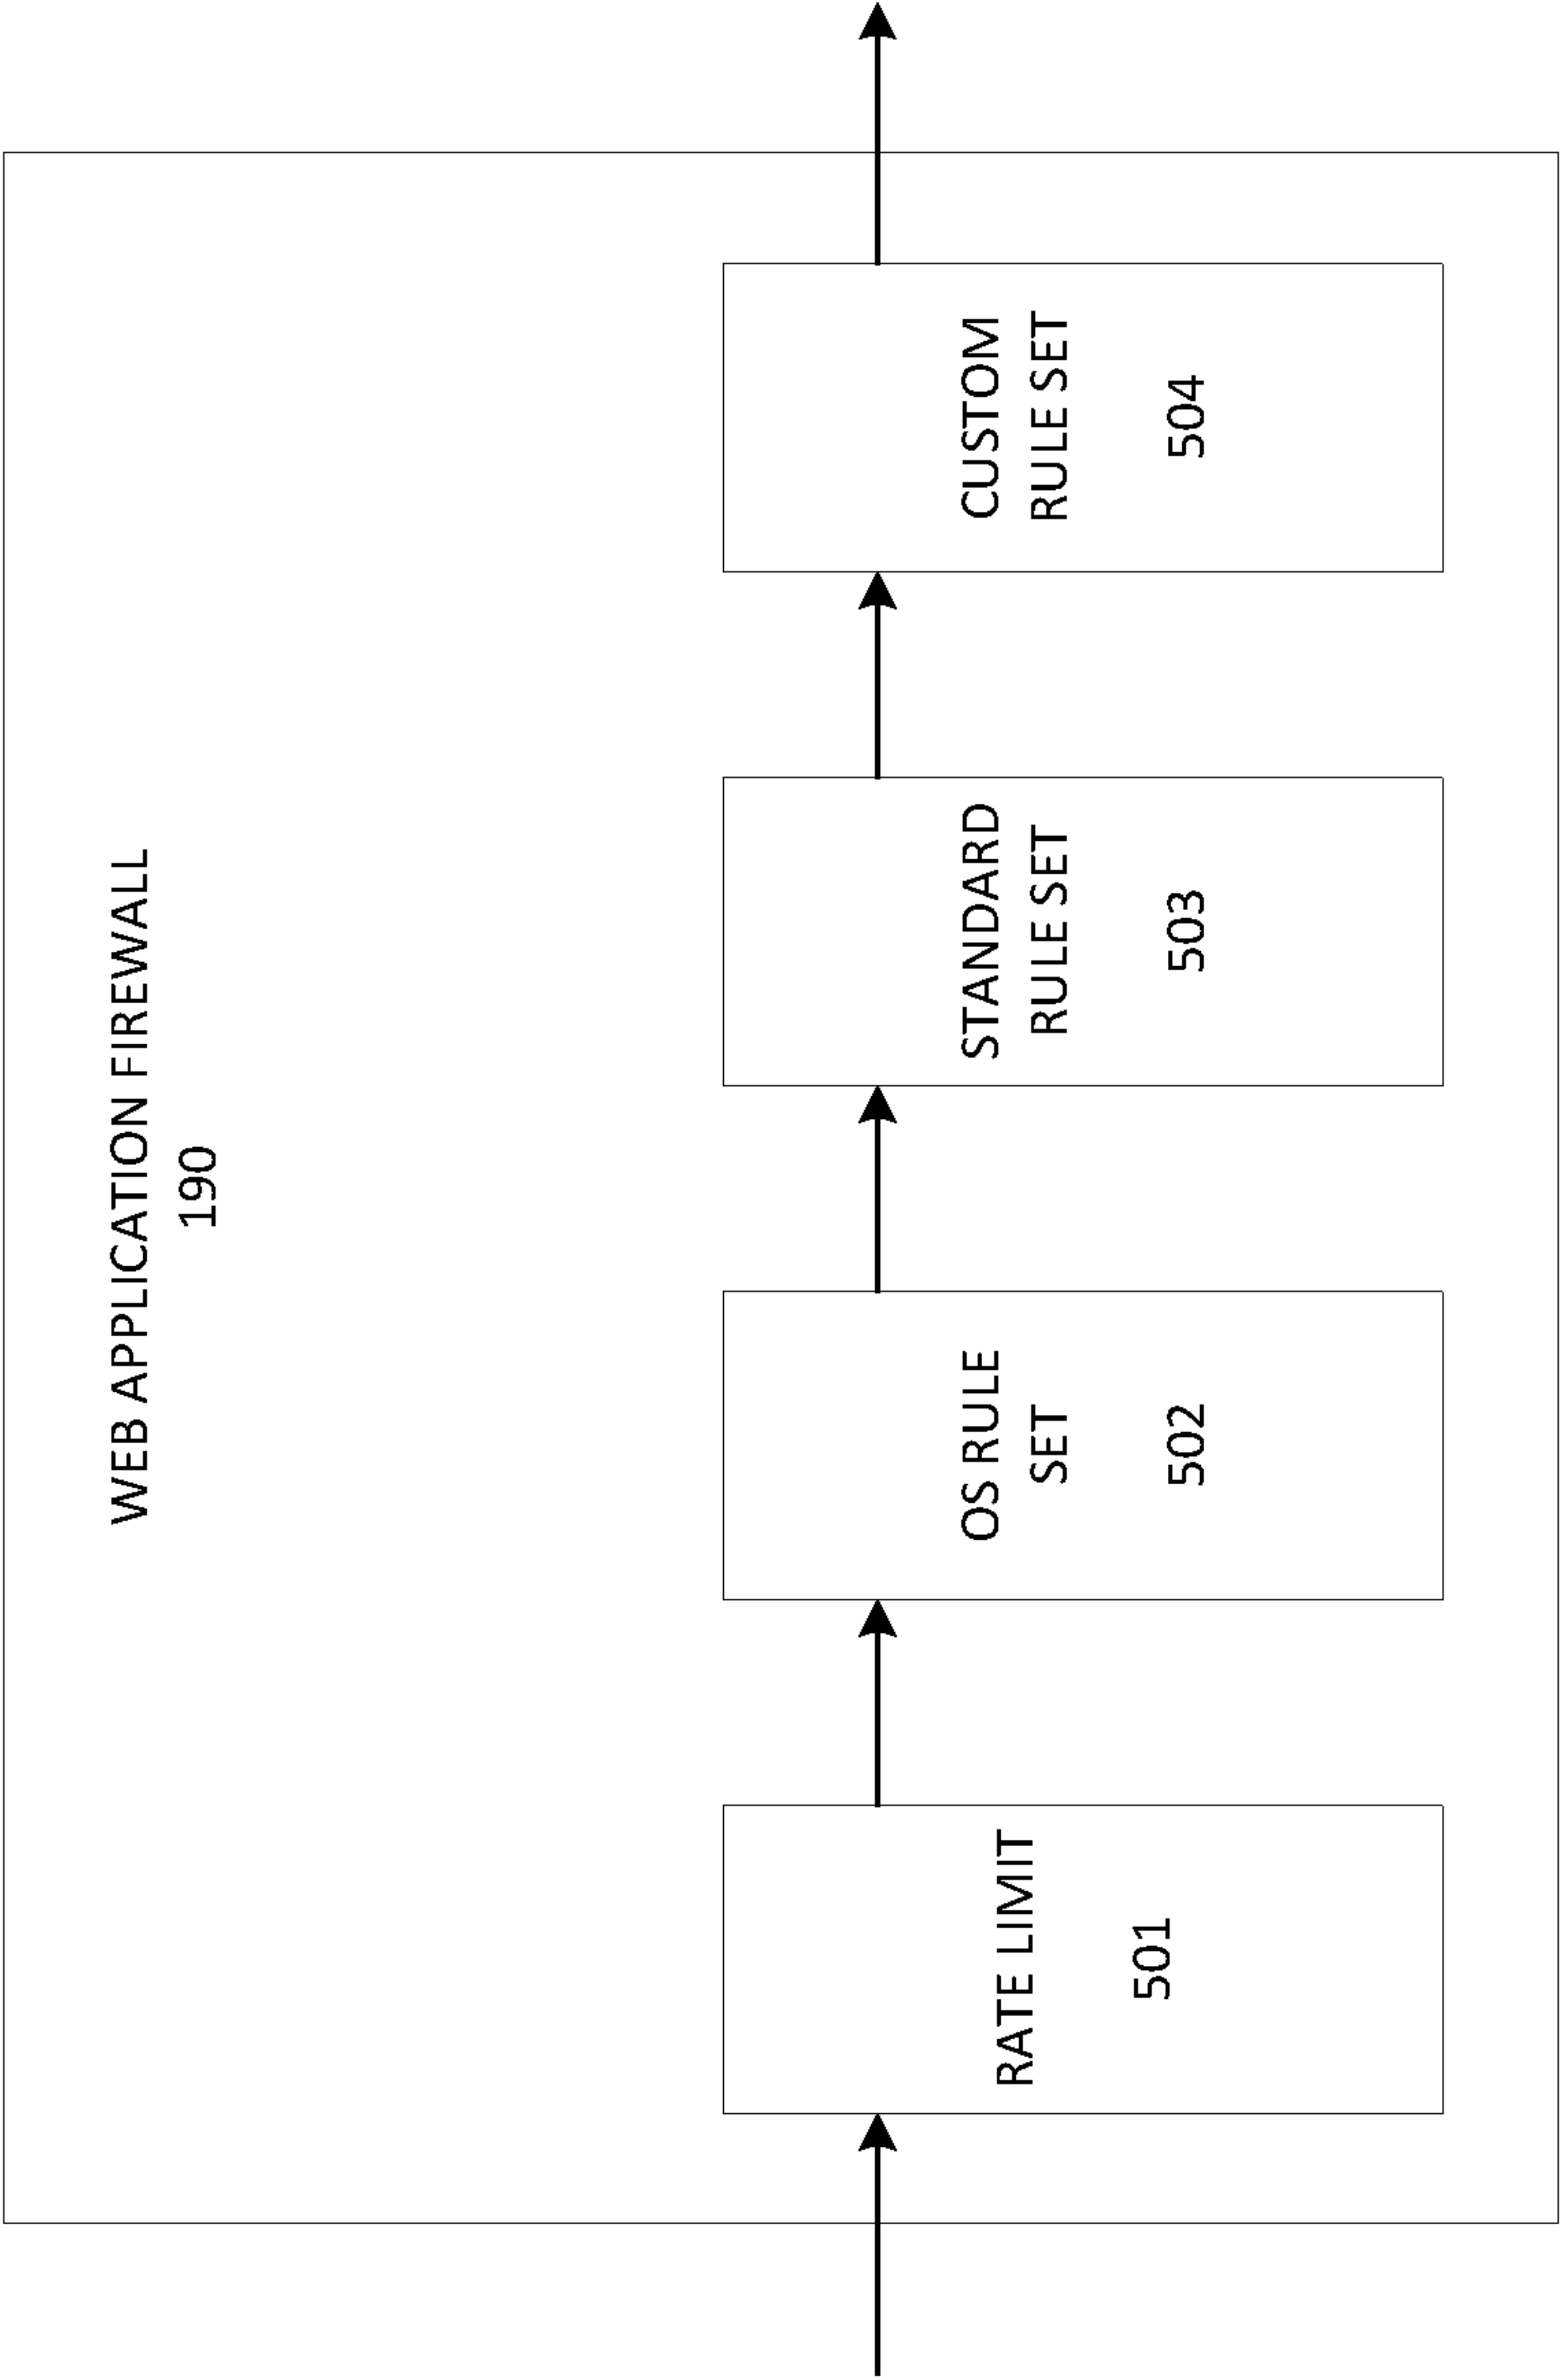 WEB APPLICATION FIREWALL
190
RATE LIMIT
501
OS RULE
SET
502
STANDARD
RULE SET
503
CUSTOM
RULE SET
504